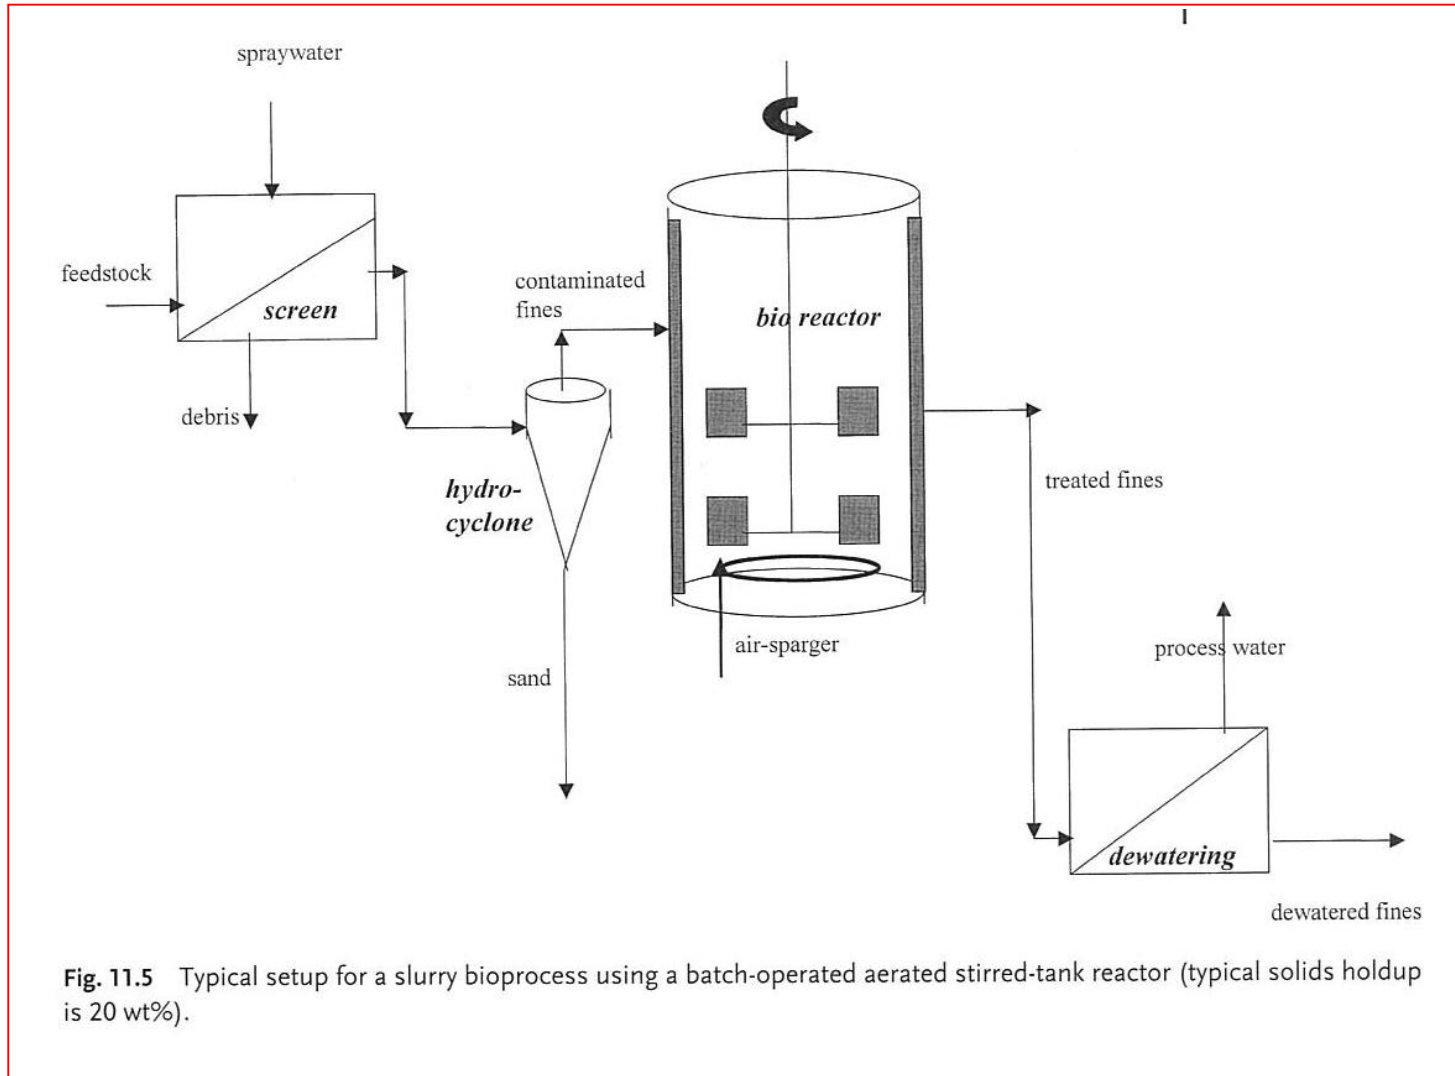 I
spraywater
feedstock
screen
debris
contaminated
fines
hydro-
cyclone
sand
bio reactor
air-sparger
treated fines
process water
dewatering
dewatered fines
Fig. 11.5 Typical setup for a slurry bioprocess using a batch-operated aerated stirred-tank reactor (typical solids holdup
is 20 wt%).